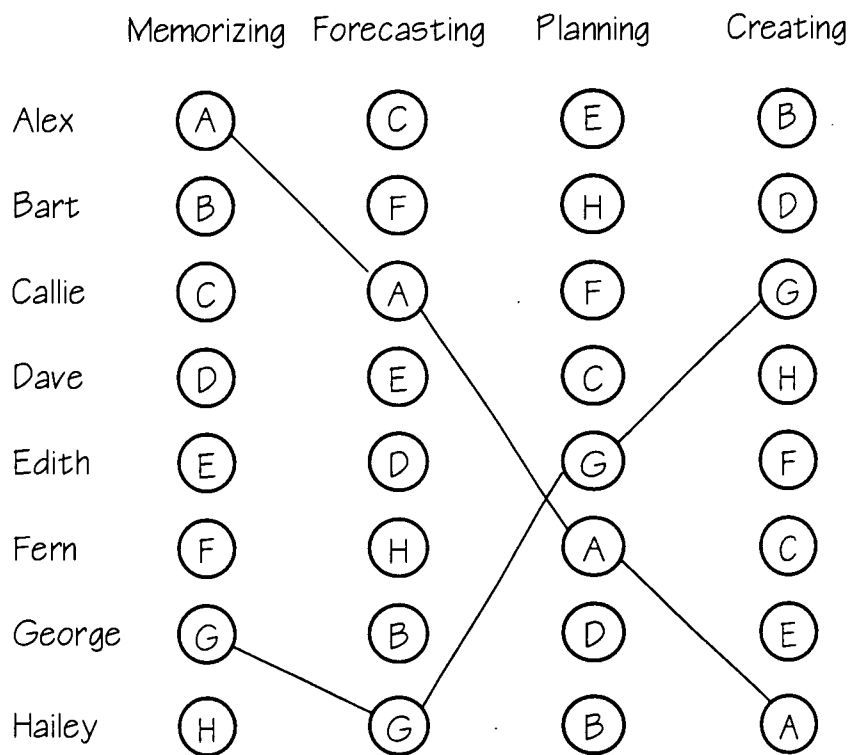 Memorizing Forecasting Planning Creating
Alex A C E B
Bart B F H D
Callie C A F G
Dave D E C H
Edith E D G F
Fern F H A C
George G B D E
Hailey H G B A